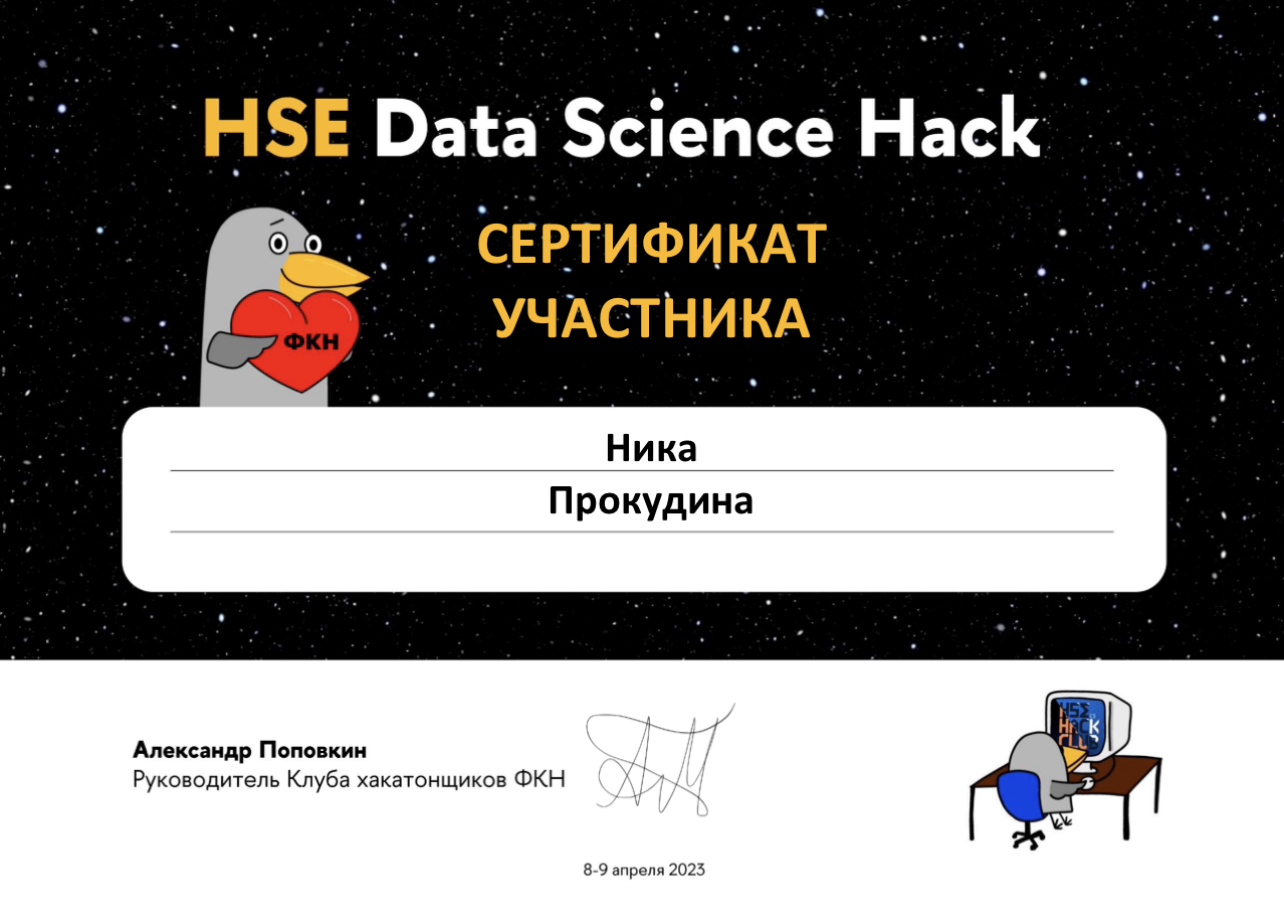 HSE Data Science Hack
СЕРТИФИКАТ
УЧАСТНИКА
ФКН
Ника
Прокудина
HSE
HACK
CLUB
Александр Поповкин
Руководитель Клуба хакатонщиков ФКН
8-9 апреля 2023